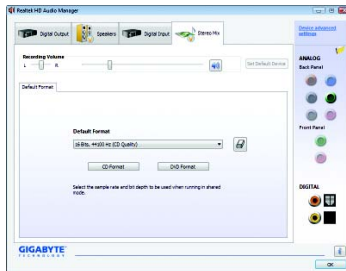 Realtek HD Audio Manager
Digital Output
Speakers
Digital Input
Stereo Mix
Device advanced settings
Recording Volume
L
R
Set Default Device
ANALOG
Back Panel
Default Format
Default Format
16 Bits, 44100 Hz (CD Quality)
CD Format
DVD Format
Select the sample rate and bit depth to be used when running in shared
mode.
Front Panel
DIGITAL
GIGABYTE
TECHNOLOGY
i
OK